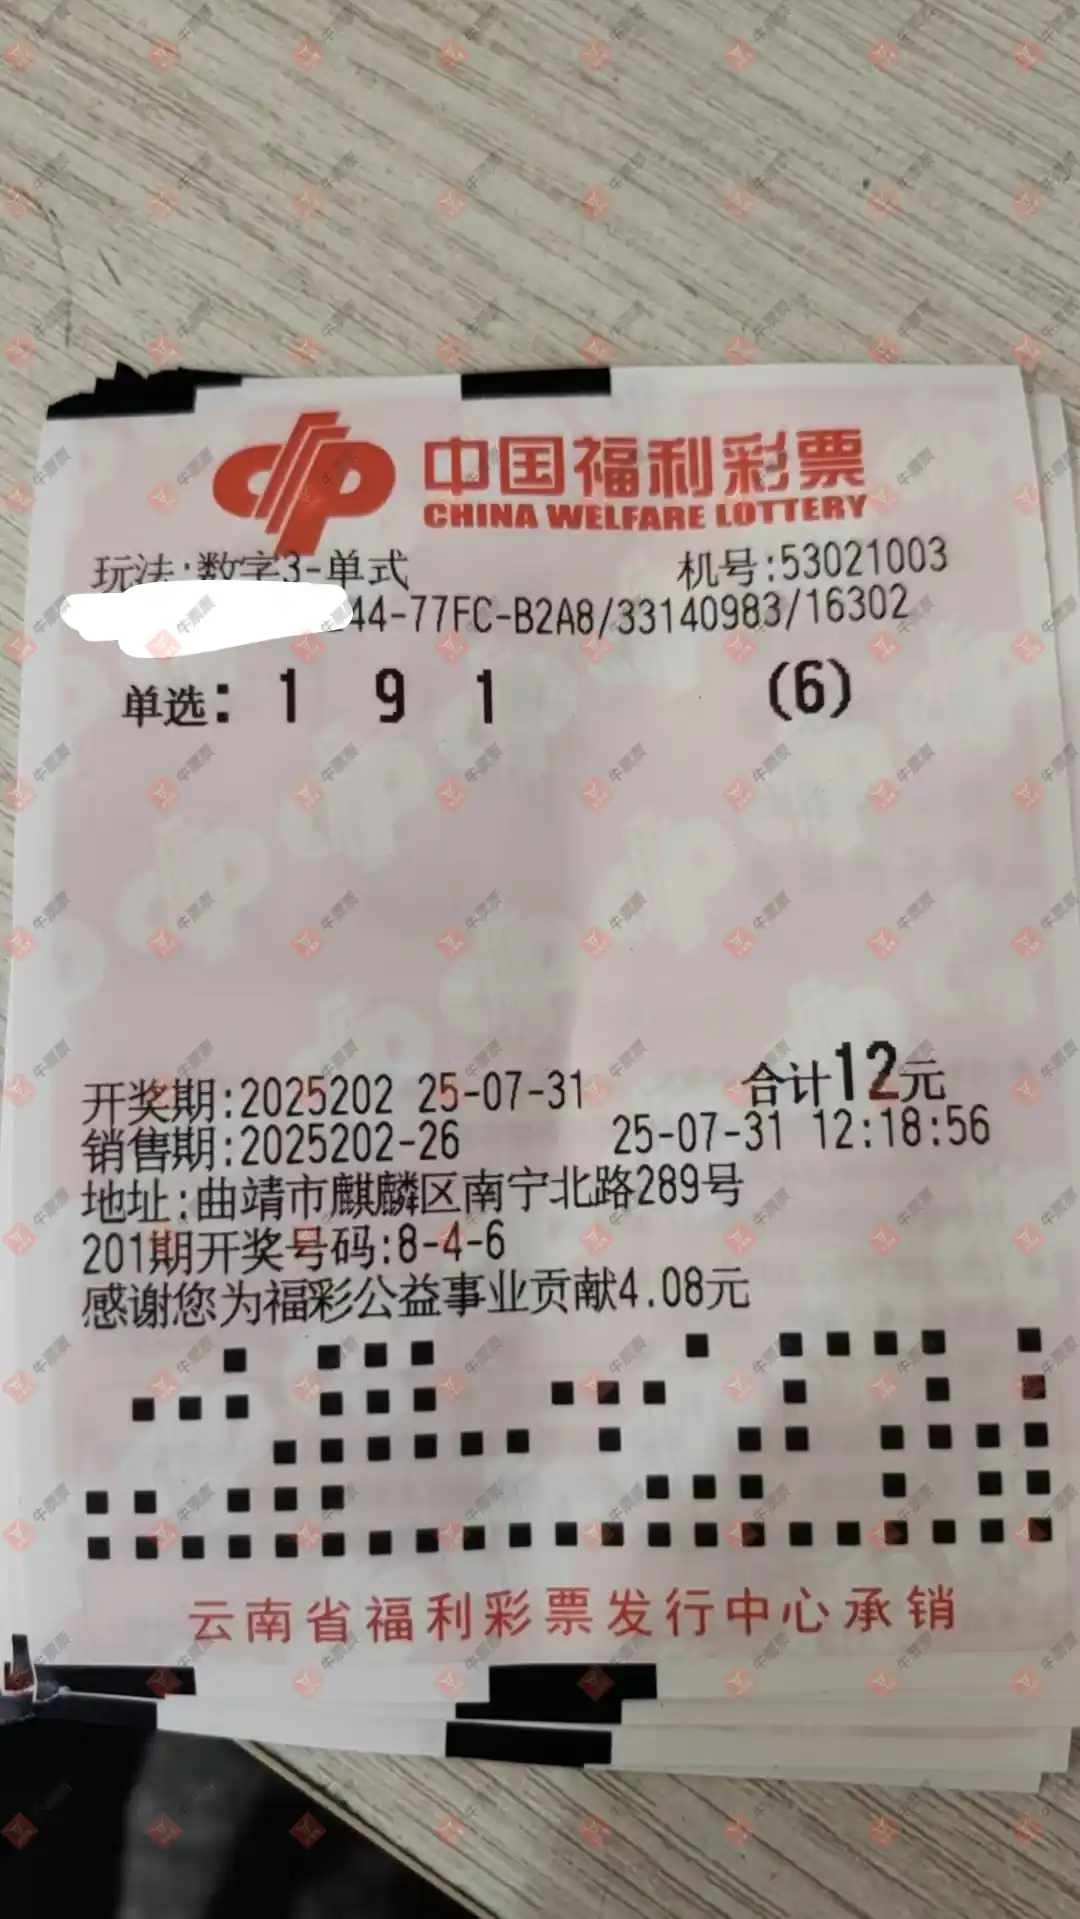 中国福利彩票
CHINA WELFARE LOTTERY
玩法:数字3-单式 机号:53021003
44-77FC-B2A8/33140983/16302
单选: 1 9 1 (6)
开奖期:2025202 25-07-31 合计12元
销售期:2025202-26 25-07-31 12:18:56
地址:曲靖市麒麟区南宁北路289号
201期开奖号码:8-4-6
感谢您为福彩公益事业贡献4.08元
云南省福利彩票发行中心承销
牛票票